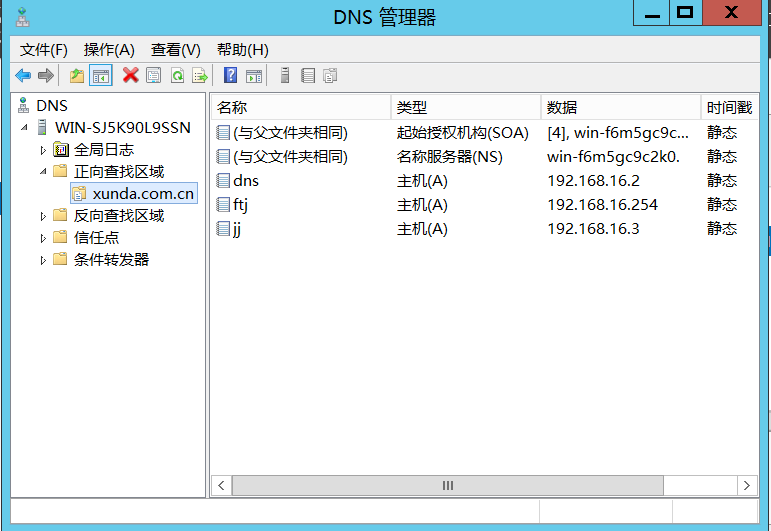 DNS 管理器
文件(F) 操作(A) 查看(V) 帮助(H)
DNS
WIN-SJ5K90L9SSN
全局日志
正向查找区域
xunda.com.cn
反向查找区域
信任点
条件转发器
名称 类型 数据 时间戳
(与父文件夹相同) 起始授权机构(SOA) [4], win-f6m5gc9c... 静态
(与父文件夹相同) 名称服务器(NS) win-f6m5gc9c2k0. 静态
dns 主机(A) 192.168.16.2 静态
ftj 主机(A) 192.168.16.254 静态
jj 主机(A) 192.168.16.3 静态